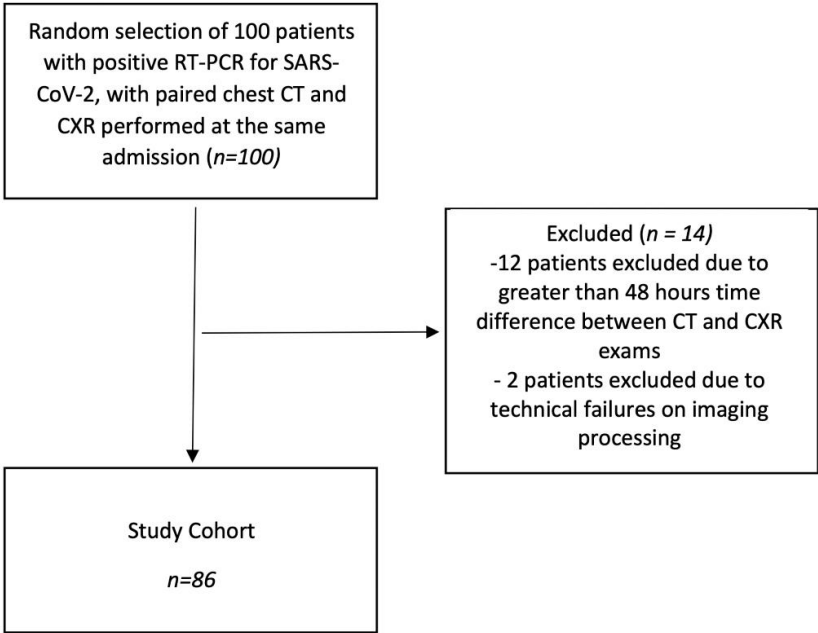 Random selection of 100 patients
with positive RT-PCR for SARS-
CoV-2, with paired chest CT and
CXR performed at the same
admission (n=100)
Excluded (n = 14)
-12 patients excluded due to
greater than 48 hours time
difference between CT and CXR
exams
- 2 patients excluded due to
technical failures on imaging
processing
Study Cohort
n=86